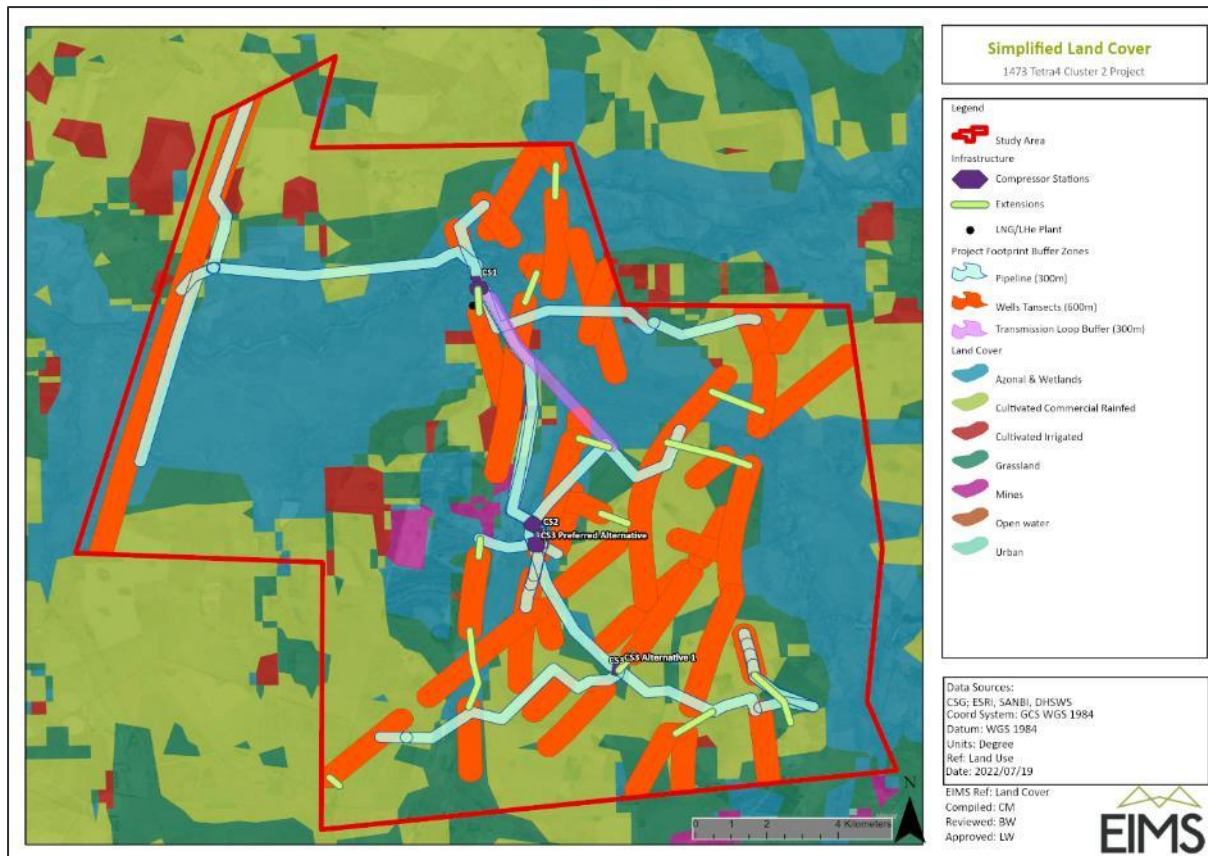 Simplified Land Cover
1473 Tetra4 Cluster 2 Project
Legend
Study Area
Infrastructure
Compressor Stations
Extensions
LNG/LHe Plant
Project Footprint Buffer Zones
Pipeline (300m)
Wells Tansects (600m)
Transmission Loop Buffer (300m)
Land Cover
Azonal & Wetlands
Cultivated Commercial Rainfed
Cultivated Irrigated
Grassland
Mines
Open water
Urban
CS1
CS2
CS3 Preferred Alternative
CS3 Alternative 1
0 1 2 4 Kilometers
N
Data Sources:
CSG; ESRI, SANBI, DHSWS
Coord System: GCS WGS 1984
Datum: WGS 1984
Units: Degree
Ref: Land Use
Date: 2022/07/19
EIMS Ref: Land Cover
Compiled: CM
Reviewed: BW
Approved: LW
EIMS